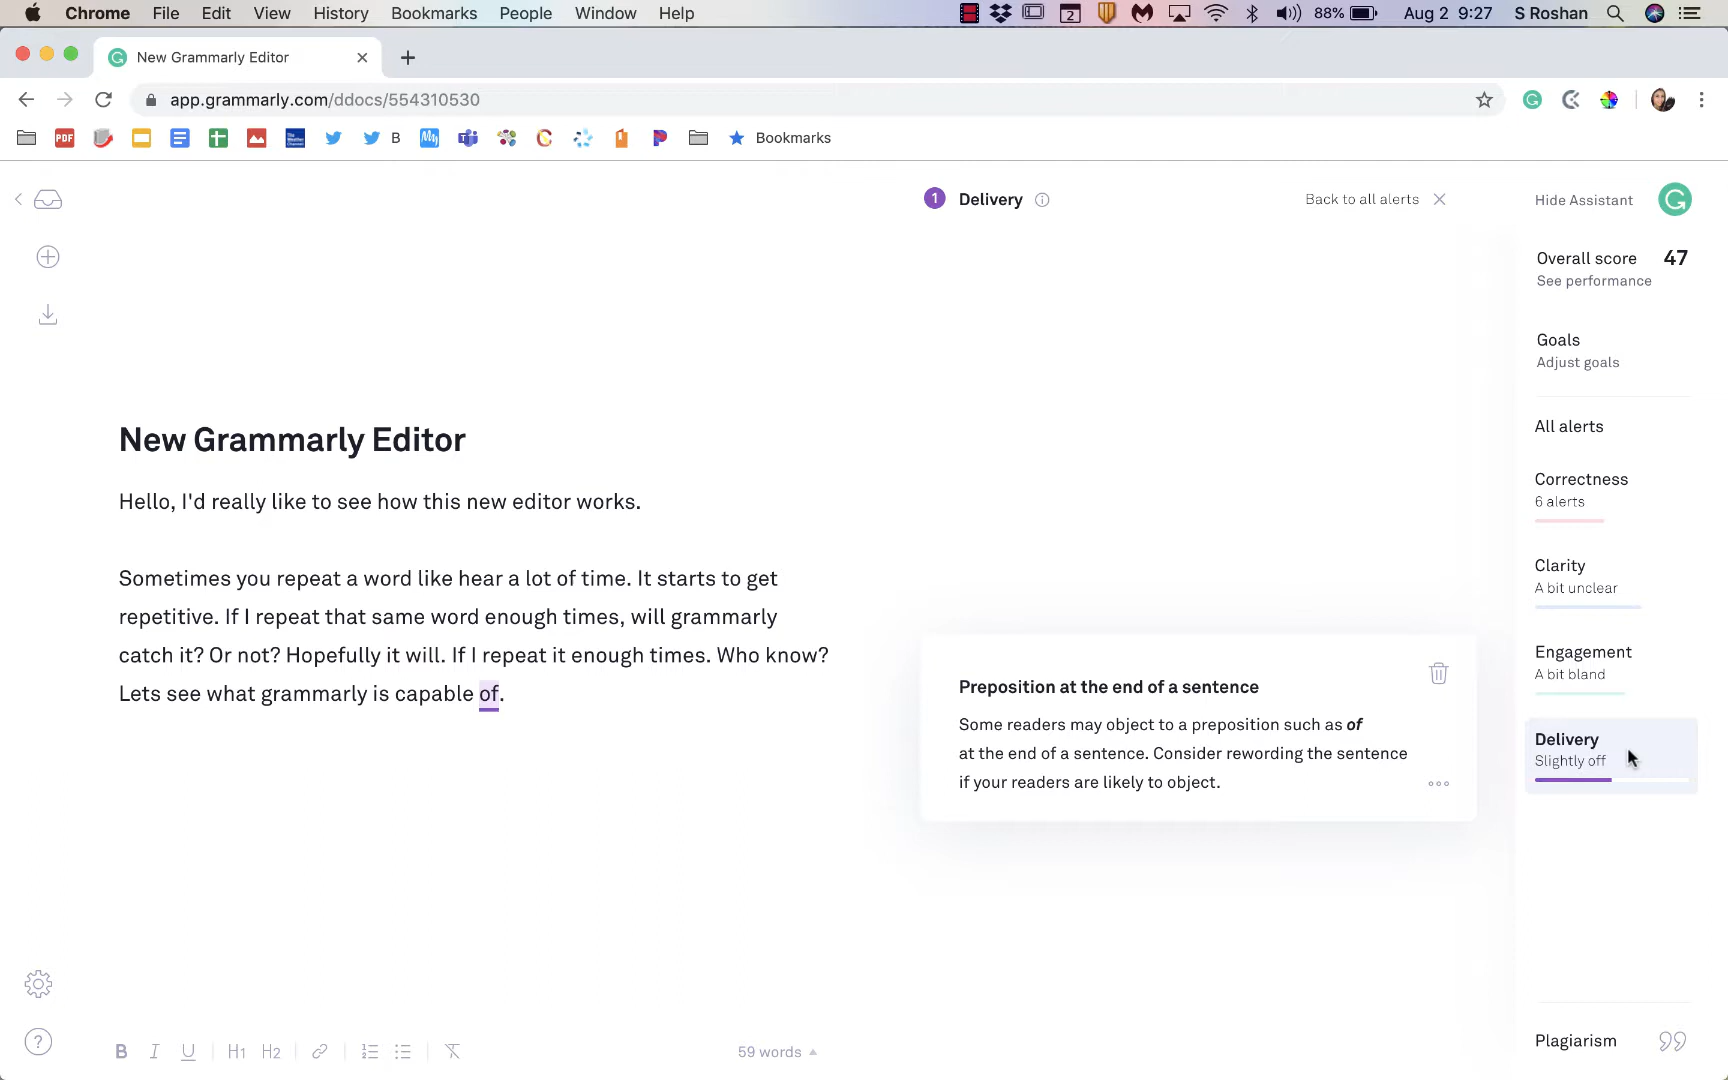 Chrome File Edit View History Bookmarks People Window Help 2 88% Aug 2 9:27 S Roshan
New Grammarly Editor
app.grammarly.com/ddocs/554310530
PDF My B Bookmarks
1 Delivery Back to all alerts Hide Assistant
Overall score 47
See performance
Goals
Adjust goals
All alerts
New Grammarly Editor
Correctness
6 alerts
Hello, I'd really like to see how this new editor works.
Clarity
A bit unclear
Sometimes you repeat a word like hear a lot of time. It starts to get
repetitive. If I repeat that same word enough times, will grammarly
catch it? Or not? Hopefully it will. If I repeat it enough times. Who know?
Lets see what grammarly is capable of.
Engagement
A bit bland
Preposition at the end of a sentence
Some readers may object to a preposition such as of
at the end of a sentence. Consider rewording the sentence
if your readers are likely to object.
Delivery
Slightly off
B I U H1 H2 59 words
Plagiarism